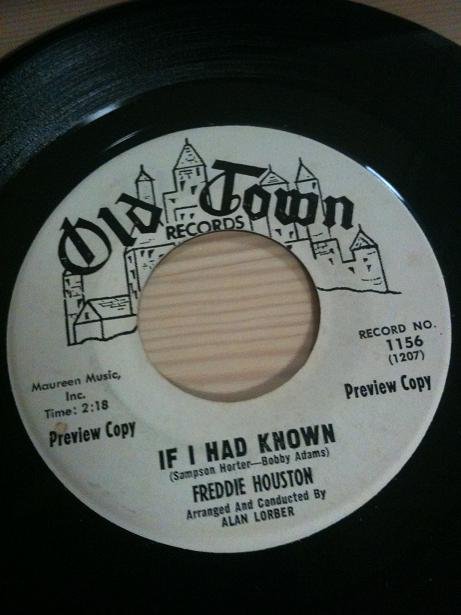 Old Town
RECORDS
RECORD NO.
1156
(1207)
Preview Copy
Maureen Music,
Inc.
Time: 2:18
Preview Copy
IF I HAD KNOWN
(Sampson Horter—Bobby Adams)
FREDDIE HOUSTON
Arranged and Conducted By
ALAN LORBER